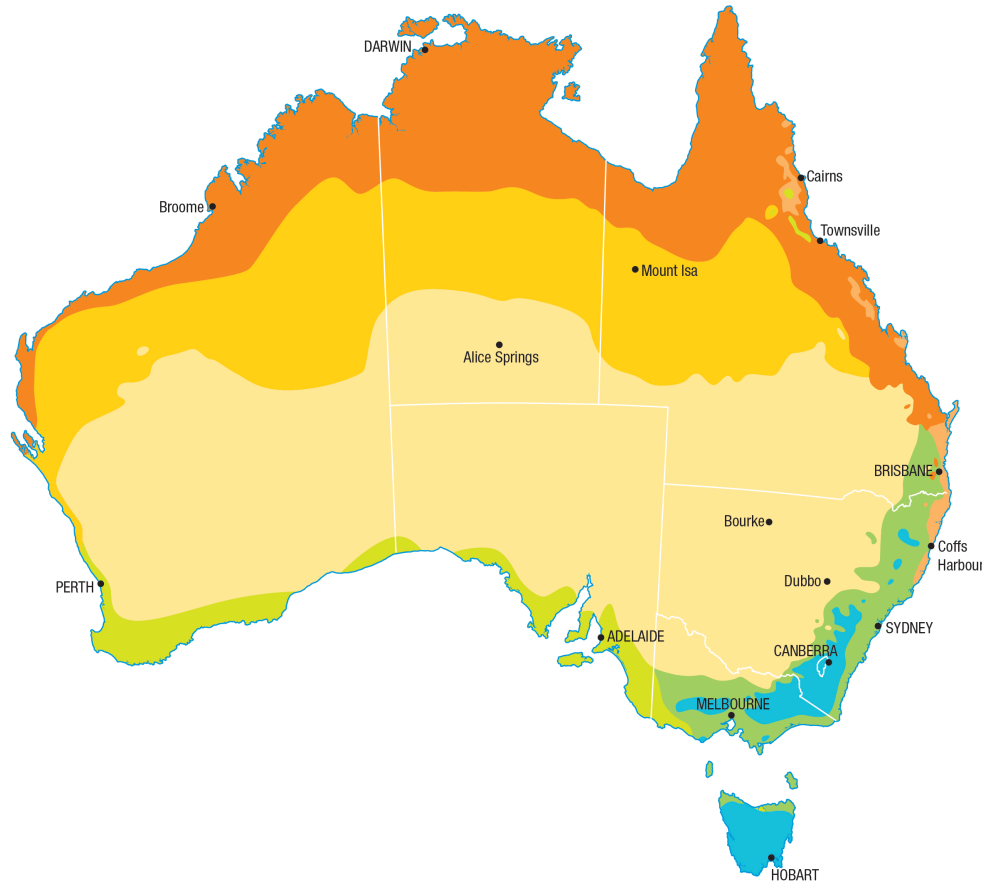 DARWIN
Cairns
Broome
Townsville
Mount Isa
Alice Springs
BRISBANE
Bourke
Coffs
Harbour
Dubbo
PERTH
SYDNEY
ADELAIDE
CANBERRA
MELBOURNE
HOBART